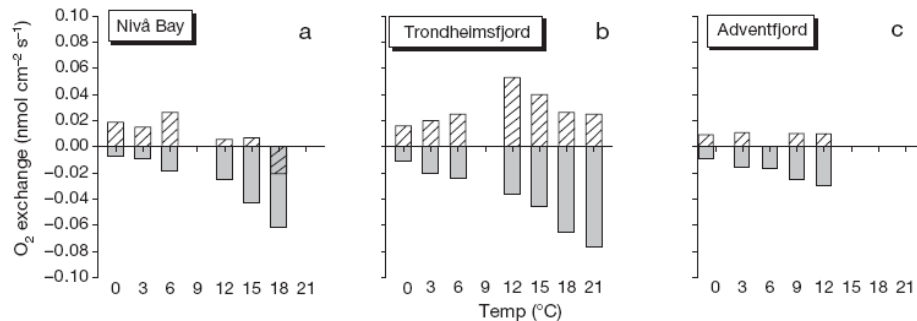 Nivå Bay
a
Trondheimsfjord
b
Adventfjord
c
O₂ exchange (nmol cm⁻² s⁻¹)
0.10
0.08
0.06
0.04
0.02
0.00
−0.02
−0.04
−0.06
−0.08
−0.10
0 3 6 9 12 15 18 21
0 3 6 9 12 15 18 21
0 3 6 9 12 15 18 21
Temp (°C)